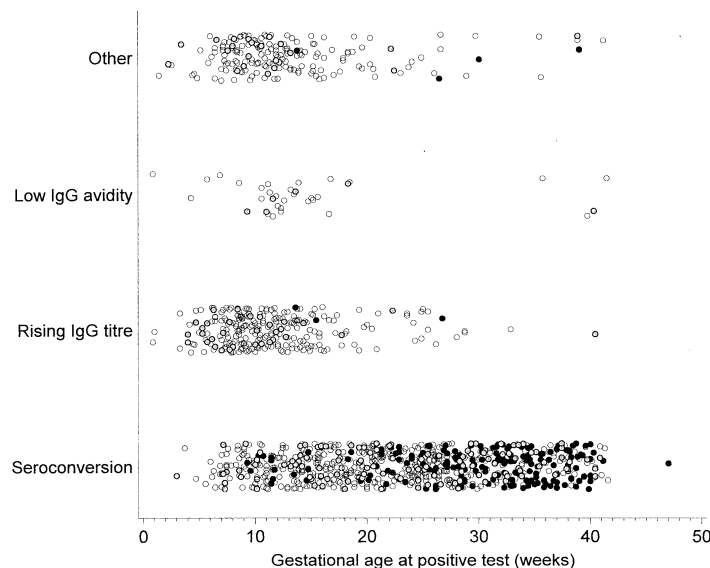 Other
Low IgG avidity
Rising IgG titre
Seroconversion
0 10 20 30 40 50
Gestational age at positive test (weeks)